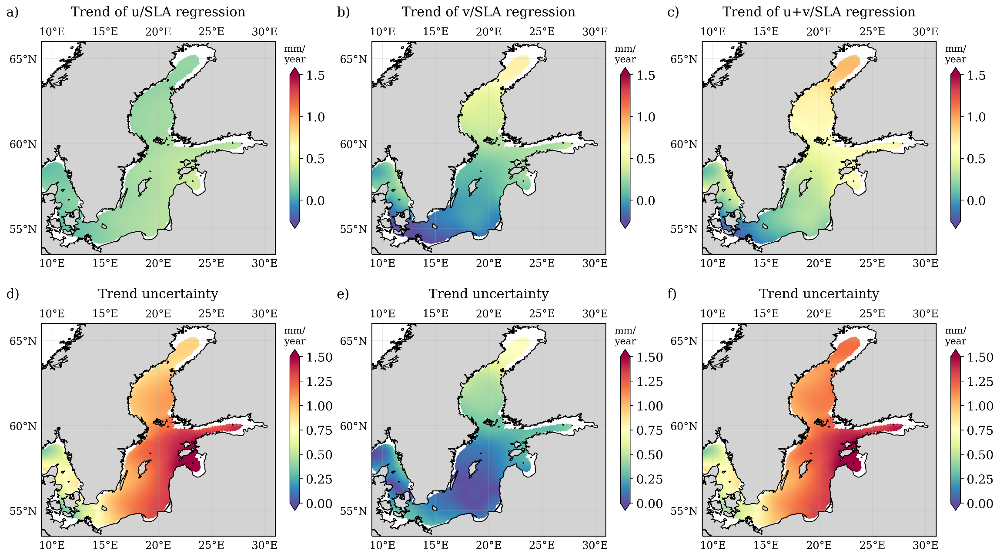 a) Trend of u/SLA regression
b) Trend of v/SLA regression
c) Trend of u+v/SLA regression
10°E 15°E 20°E 25°E 30°E
10°E 15°E 20°E 25°E 30°E
10°E 15°E 20°E 25°E 30°E
65°N
60°N
55°N
mm/
year
1.5
1.0
0.5
0.0
65°N
60°N
55°N
mm/
year
1.5
1.0
0.5
0.0
65°N
60°N
55°N
mm/
year
1.5
1.0
0.5
0.0
10°E 15°E 20°E 25°E 30°E
10°E 15°E 20°E 25°E 30°E
10°E 15°E 20°E 25°E 30°E
d) Trend uncertainty
e) Trend uncertainty
f) Trend uncertainty
10°E 15°E 20°E 25°E 30°E
10°E 15°E 20°E 25°E 30°E
10°E 15°E 20°E 25°E 30°E
65°N
60°N
55°N
mm/
year
1.50
1.25
1.00
0.75
0.50
0.25
0.00
65°N
60°N
55°N
mm/
year
1.50
1.25
1.00
0.75
0.50
0.25
0.00
65°N
60°N
55°N
mm/
year
1.50
1.25
1.00
0.75
0.50
0.25
0.00
10°E 15°E 20°E 25°E 30°E
10°E 15°E 20°E 25°E 30°E
10°E 15°E 20°E 25°E 30°E